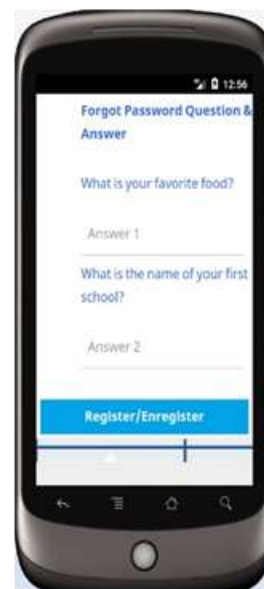 12:56
Forgot Password Question &
Answer
What is your favorite food?
Answer 1
What is the name of your first
school?
Answer 2
Register/Enregister